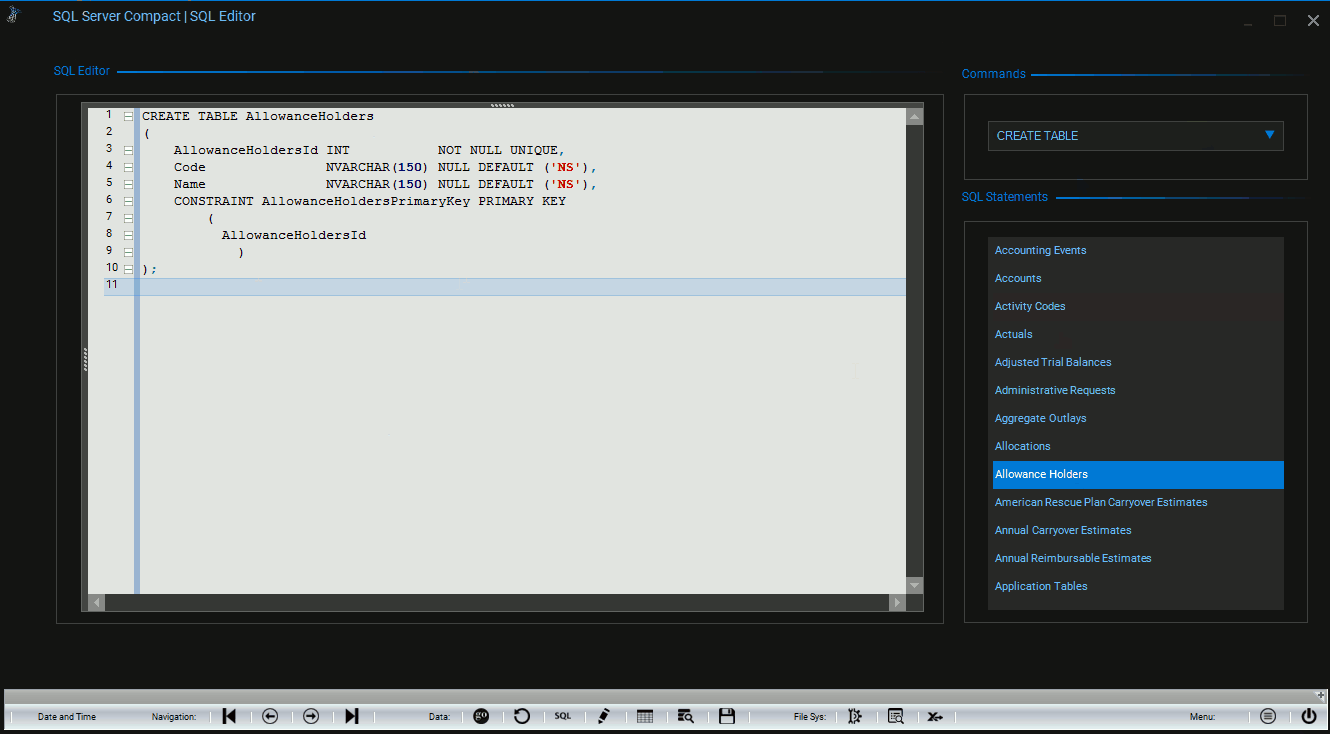 SQL Server Compact | SQL Editor
SQL Editor
1 CREATE TABLE AllowanceHolders
2 (
3 AllowanceHoldersId INT NOT NULL UNIQUE,
4 Code NVARCHAR(150) NULL DEFAULT ('NS'),
5 Name NVARCHAR(150) NULL DEFAULT ('NS'),
6 CONSTRAINT AllowanceHoldersPrimaryKey PRIMARY KEY
7 (
8 AllowanceHoldersId
9 )
10 );
11
Commands
CREATE TABLE
SQL Statements
Accounting Events
Accounts
Activity Codes
Actuals
Adjusted Trial Balances
Administrative Requests
Aggregate Outlays
Allocations
Allowance Holders
American Rescue Plan Carryover Estimates
Annual Carryover Estimates
Annual Reimbursable Estimates
Application Tables
Date and Time Navigation: Data: go SQL File Sys: Menu: